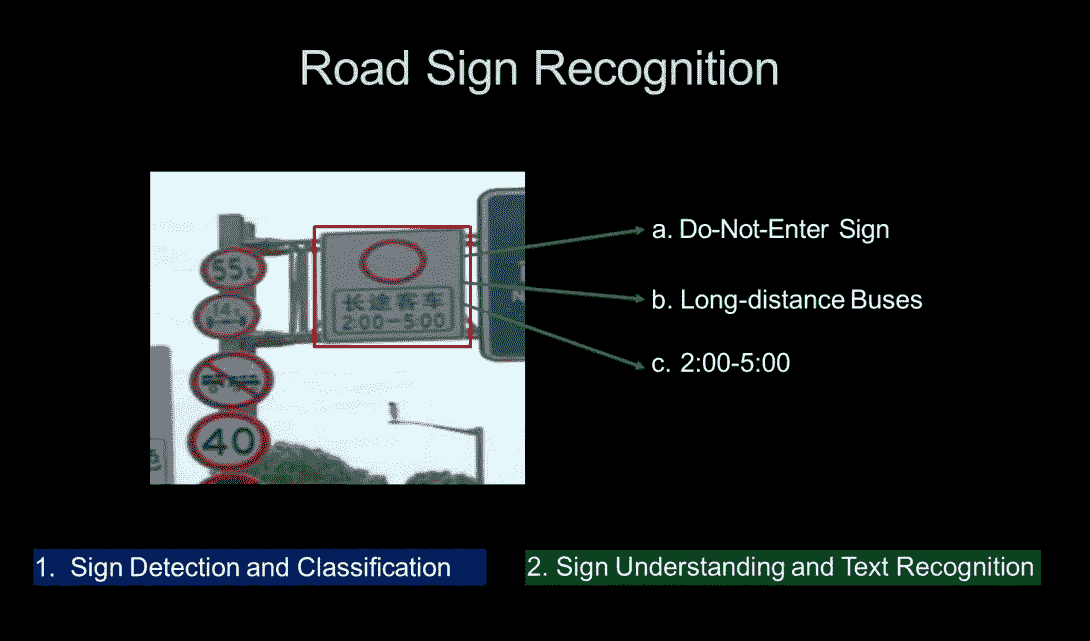 Road Sign Recognition
55t
长途客车
2:00-5:00
40
a. Do-Not-Enter Sign
b. Long-distance Buses
c. 2:00-5:00
1. Sign Detection and Classification
2. Sign Understanding and Text Recognition